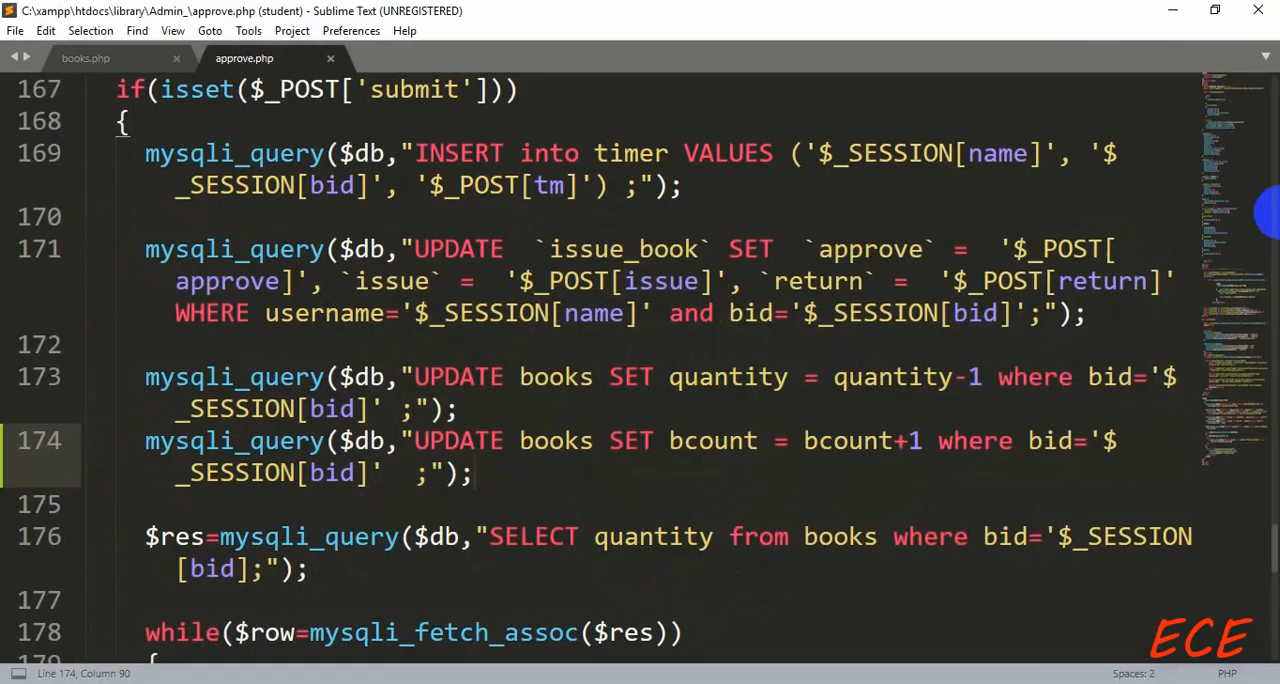 C:\xampp\htdocs\library\Admin_\approve.php (student) - Sublime Text (UNREGISTERED)
File Edit Selection Find View Goto Tools Project Preferences Help
books.php approve.php
167 if(isset($_POST['submit']))
168 {
169 mysqli_query($db,"INSERT into timer VALUES ('$_SESSION[name]', '$
_SESSION[bid]', '$_POST[tm]') ;");
170
171 mysqli_query($db,"UPDATE  `issue_book` SET  `approve` =  '$_POST[
approve]', `issue` =  '$_POST[issue]', `return` = '$_POST[return]'
WHERE username='$_SESSION[name]' and bid='$_SESSION[bid]';");
172
173 mysqli_query($db,"UPDATE books SET quantity = quantity-1 where bid='$
_SESSION[bid]' ;");
174 mysqli_query($db,"UPDATE books SET bcount = bcount+1 where bid='$
_SESSION[bid]'  ;");
175
176 $res=mysqli_query($db,"SELECT quantity from books where bid='$_SESSION
[bid];");
177
178 while($row=mysqli_fetch_assoc($res))
179 {
ECE
Line 174, Column 90 Spaces: 2 PHP